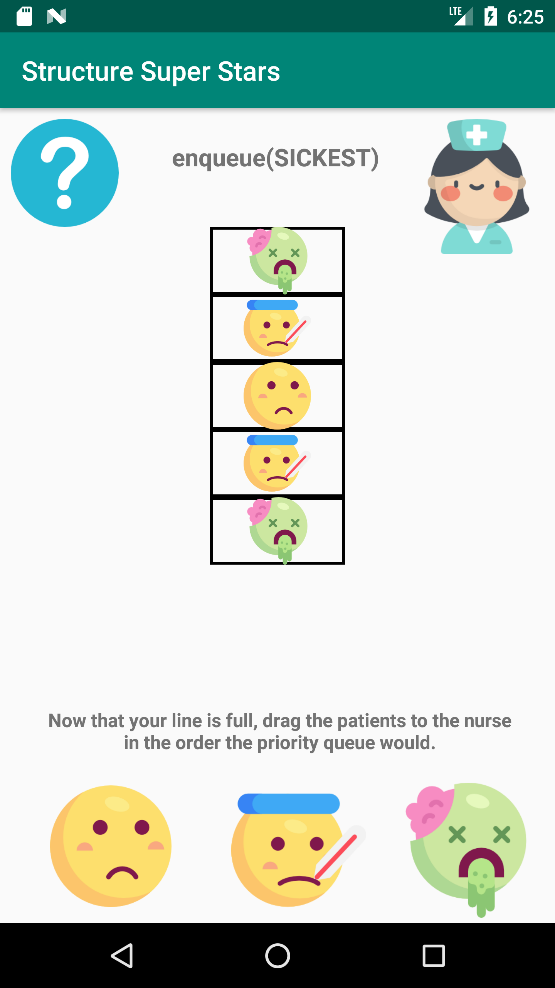 LTE 6:25
Structure Super Stars
?
enqueue(SICKEST)
Now that your line is full, drag the patients to the nurse
in the order the priority queue would.